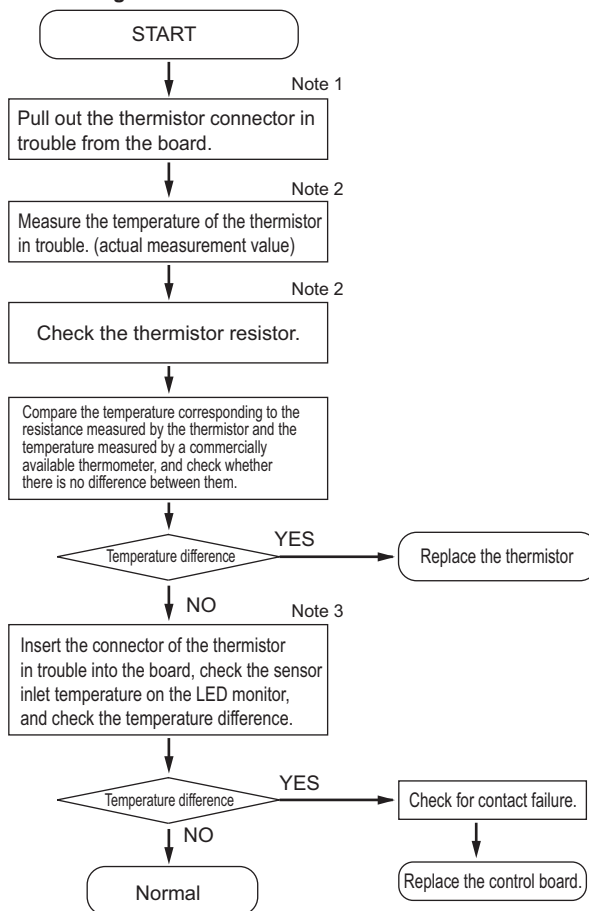 START
Note 1
Pull out the thermistor connector in
trouble from the board.
Note 2
Measure the temperature of the thermistor
in trouble. (actual measurement value)
Note 2
Check the thermistor resistor.
Compare the temperature corresponding to the
resistance measured by the thermistor and the
temperature measured by a commercially
available thermometer, and check whether
there is no difference between them.
Temperature difference
YES
Replace the thermistor
NO
Note 3
Insert the connector of the thermistor
in trouble into the board, check the sensor
inlet temperature on the LED monitor,
and check the temperature difference.
Temperature difference
YES
Check for contact failure.
NO
Normal
Replace the control board.